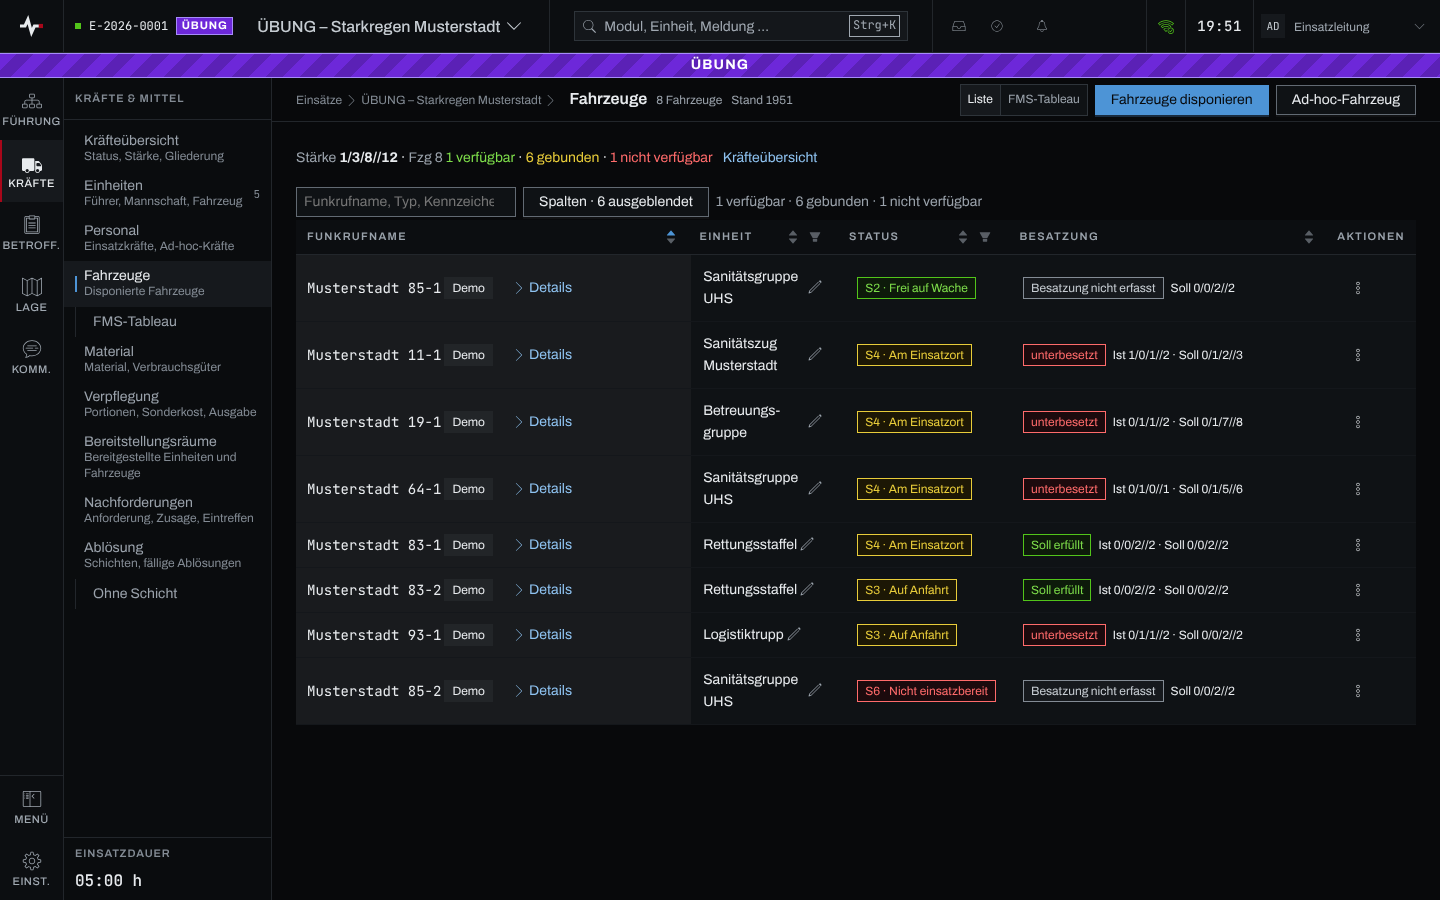 E-2026-0001 ÜBUNG ÜBUNG – Starkregen Musterstadt Modul, Einheit, Meldung ... Strg+K 19:51 AD Einsatzleitung
ÜBUNG
FÜHRUNG
KRÄFTE
BETROFF.
LAGE
KOMM.
MENÜ
EINST.
KRÄFTE & MITTEL
Kräfteübersicht
Status, Stärke, Gliederung
Einheiten
Führer, Mannschaft, Fahrzeug 5
Personal
Einsatzkräfte, Ad-hoc-Kräfte
Fahrzeuge
Disponierte Fahrzeuge
FMS-Tableau
Material
Material, Verbrauchsgüter
Verpflegung
Portionen, Sonderkost, Ausgabe
Bereitstellungsräume
Bereitgestellte Einheiten und
Fahrzeuge
Nachforderungen
Anforderung, Zusage, Eintreffen
Ablösung
Schichten, fällige Ablösungen
Ohne Schicht
EINSATZDAUER
05:00 h
Einsätze ÜBUNG – Starkregen Musterstadt Fahrzeuge 8 Fahrzeuge Stand 1951 Liste FMS-Tableau Fahrzeuge disponieren Ad-hoc-Fahrzeug
Stärke 1/3/8//12 · Fzg 8 1 verfügbar · 6 gebunden · 1 nicht verfügbar Kräfteübersicht
Funkrufname, Typ, Kennzeiche Spalten · 6 ausgeblendet 1 verfügbar · 6 gebunden · 1 nicht verfügbar
FUNKRUFNAME EINHEIT STATUS BESATZUNG AKTIONEN
Musterstadt 85-1 Demo Details Sanitätsgruppe UHS S2 · Frei auf Wache Besatzung nicht erfasst Soll 0/0/2//2
Musterstadt 11-1 Demo Details Sanitätszug Musterstadt S4 · Am Einsatzort unterbesetzt Ist 1/0/1//2 · Soll 0/1/2//3
Musterstadt 19-1 Demo Details Betreuungs- gruppe S4 · Am Einsatzort unterbesetzt Ist 0/1/1//2 · Soll 0/1/7//8
Musterstadt 64-1 Demo Details Sanitätsgruppe UHS S4 · Am Einsatzort unterbesetzt Ist 0/1/0//1 · Soll 0/1/5//6
Musterstadt 83-1 Demo Details Rettungsstaffel S4 · Am Einsatzort Soll erfüllt Ist 0/0/2//2 · Soll 0/0/2//2
Musterstadt 83-2 Demo Details Rettungsstaffel S3 · Auf Anfahrt Soll erfüllt Ist 0/0/2//2 · Soll 0/0/2//2
Musterstadt 93-1 Demo Details Logistiktrupp S3 · Auf Anfahrt unterbesetzt Ist 0/1/1//2 · Soll 0/0/2//2
Musterstadt 85-2 Demo Details Sanitätsgruppe UHS S6 · Nicht einsatzbereit Besatzung nicht erfasst Soll 0/0/2//2